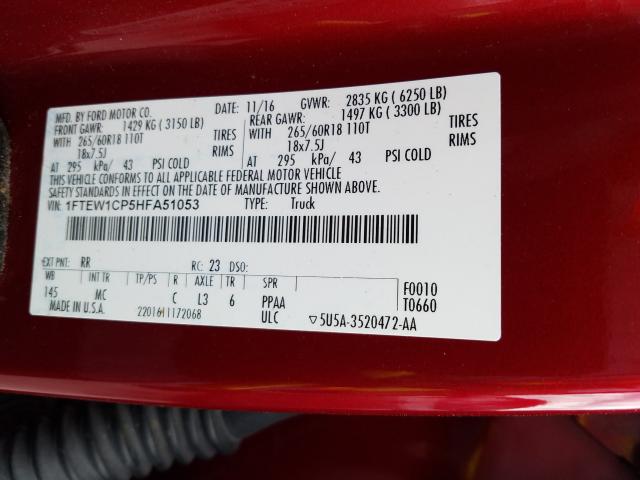 MFD. BY FORD MOTOR CO. DATE: 11/16 GVWR: 2835 KG ( 6250 LB)
FRONT GAWR: 1429 KG ( 3150 LB) REAR GAWR: 1497 KG ( 3300 LB)
WITH 265/60R18 110T TIRES WITH 265/60R18 110T TIRES
18x7.5J RIMS 18x7.5J RIMS
AT 295 kPa/ 43 PSI COLD AT 295 kPa/ 43 PSI COLD
THIS VEHICLE CONFORMS TO ALL APPLICABLE FEDERAL MOTOR VEHICLE
SAFETY STANDARDS IN EFFECT ON THE DATE OF MANUFACTURE SHOWN ABOVE.
VIN: 1FTEW1CP5HFA51053 TYPE: Truck
EXT PNT: RR RC: 23 DSO:
WB INT TR TP/PS R AXLE TR SPR
145 MC C L3 6 PPAA
F0010
T0660
MADE IN U.S.A. 2201611172068 ULC ▽5U5A-3520472-AA